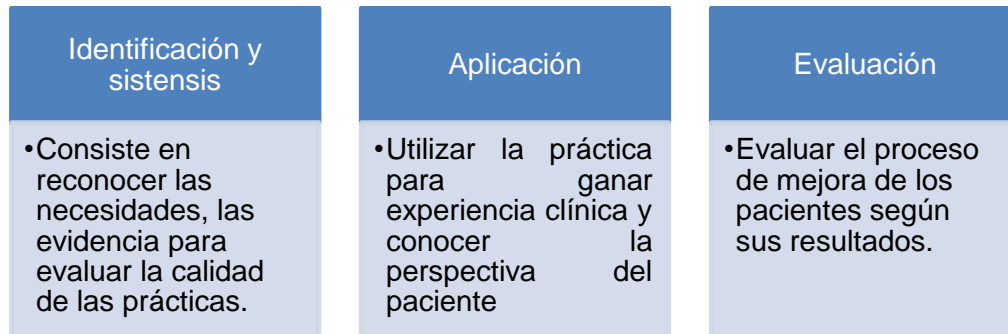 Identificación y
sistensis
•Consiste en
reconocer las
necesidades, las
evidencia para
evaluar la calidad
de las prácticas.
Aplicación
•Utilizar la práctica
para ganar
experiencia clínica y
conocer la
perspectiva del
paciente
Evaluación
•Evaluar el proceso
de mejora de los
pacientes según
sus resultados.